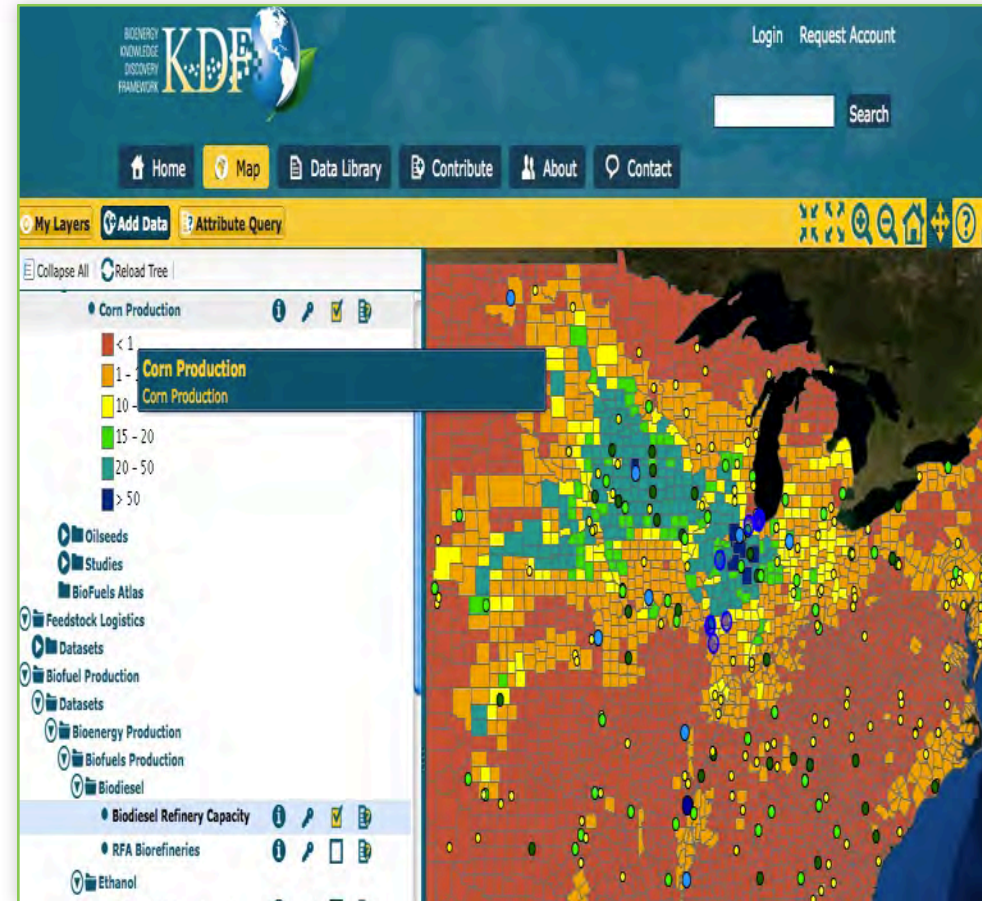 BIOENERGY
KNOWLEDGE
DISCOVERY
FRAMEWORK
KDF
Login Request Account
Search
Home Map Data Library Contribute About Contact
My Layers Add Data ? Attribute Query
?
Collapse All Reload Tree
Corn Production
< 1
1 -
Corn Production
10 -
Corn Production
15 - 20
20 - 50
> 50
Oilseeds
Studies
BioFuels Atlas
Feedstock Logistics
Datasets
Biofuel Production
Datasets
Bioenergy Production
Biofuels Production
Biodiesel
Biodiesel Refinery Capacity
RFA Biorefineries
Ethanol